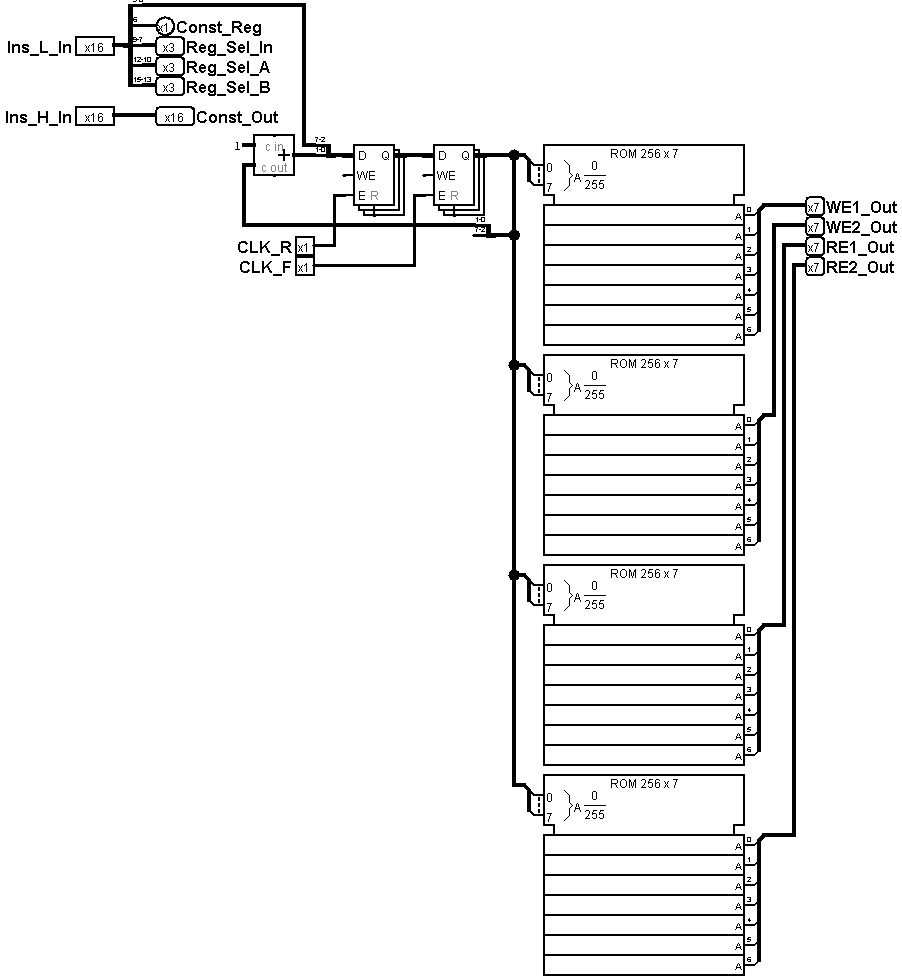 5-0
6
x1 Const_Reg
Ins_L_In x16
9-7
x3 Reg_Sel_In
12-10
x3 Reg_Sel_A
15-13
x3 Reg_Sel_B
Ins_H_In x16 x16 Const_Out
1 c in
+
c out
7-2
1-0
D Q
WE
E R
D Q
WE
E R
1-0
7-2
CLK_R x1
CLK_F x1
ROM 256 x 7
0
7
A 0
255
A 0
A 1
A 2
A 3
A 4
A 5
A 6
x7 WE1_Out
x7 WE2_Out
x7 RE1_Out
x7 RE2_Out
ROM 256 x 7
0
7
A 0
255
A 0
A 1
A 2
A 3
A 4
A 5
A 6
ROM 256 x 7
0
7
A 0
255
A 0
A 1
A 2
A 3
A 4
A 5
A 6
ROM 256 x 7
0
7
A 0
255
A 0
A 1
A 2
A 3
A 4
A 5
A 6